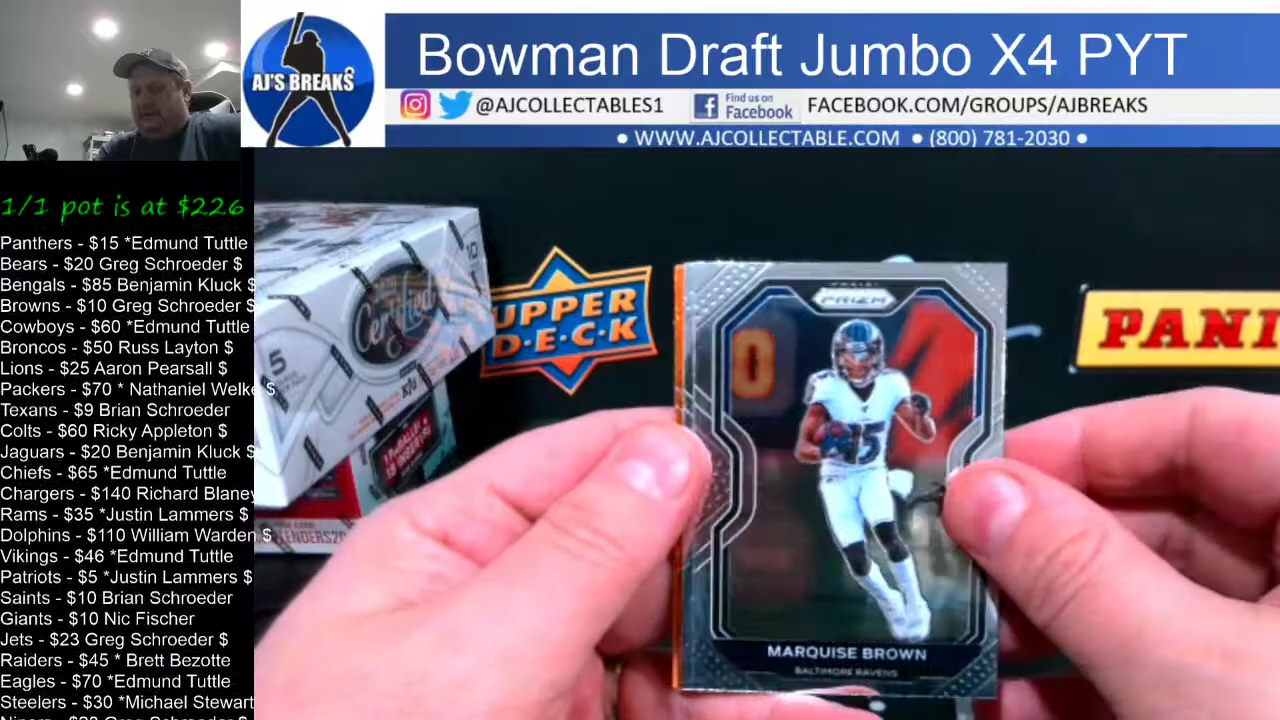 AJ'S BREAKS
Bowman Draft Jumbo X4 PYT
@AJCOLLECTABLES1
Find us on
Facebook
FACEBOOK.COM/GROUPS/AJBREAKS
• WWW.AJCOLLECTABLE.COM • (800) 781-2030 •
1/1 pot is at $226
Panthers - $15 *Edmund Tuttle
Bears - $20 Greg Schroeder $
Bengals - $85 Benjamin Kluck $
Browns - $10 Greg Schroeder $
Cowboys - $60 *Edmund Tuttle
Broncos - $50 Russ Layton $
Lions - $25 Aaron Pearsall $
Packers - $70 * Nathaniel Welke $
Texans - $9 Brian Schroeder
Colts - $60 Ricky Appleton $
Jaguars - $20 Benjamin Kluck $
Chiefs - $65 *Edmund Tuttle
Chargers - $140 Richard Blaney
Rams - $35 *Justin Lammers $
Dolphins - $110 William Warden $
Vikings - $46 *Edmund Tuttle
Patriots - $5 *Justin Lammers $
Saints - $10 Brian Schroeder
Giants - $10 Nic Fischer
Jets - $23 Greg Schroeder $
Raiders - $45 * Brett Bezotte
Eagles - $70 *Edmund Tuttle
Steelers - $30 *Michael Stewart
Certified
10
5
UPPER
D•E•C•K
PANI
PRIZM
0
15
MARQUISE BROWN
BALTIMORE RAVENS